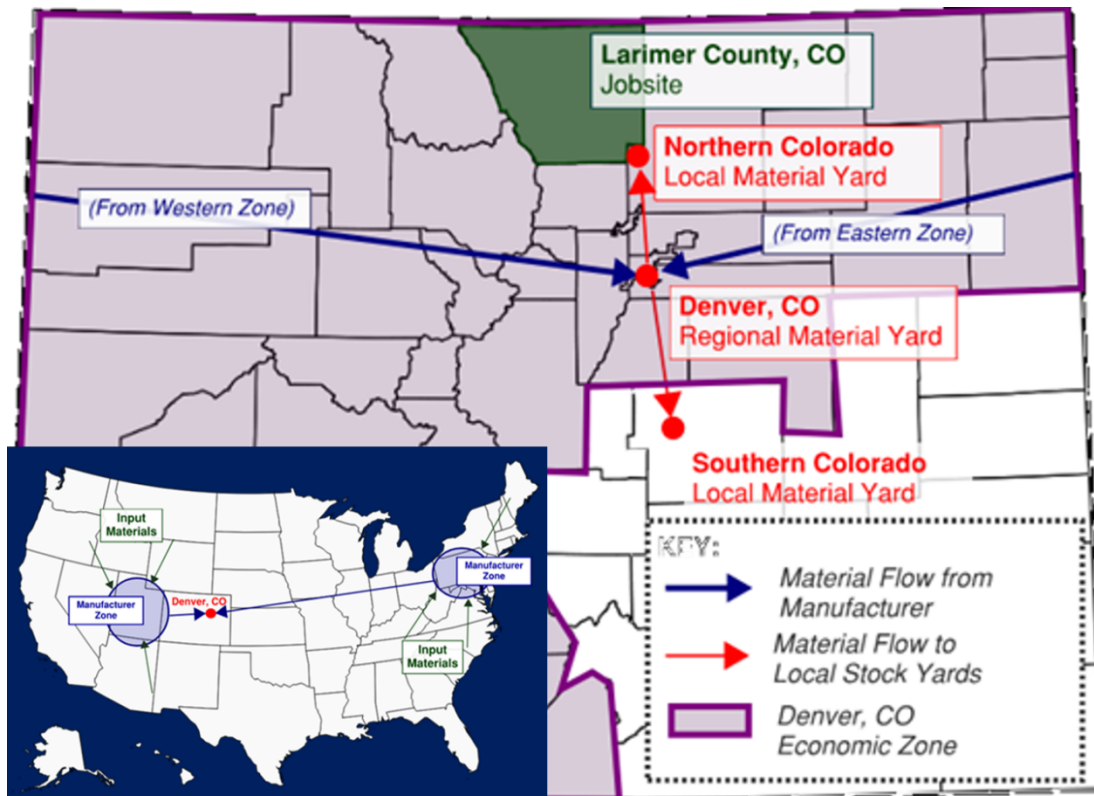 Larimer County, CO
Jobsite
Northern Colorado
Local Material Yard
(From Western Zone)
(From Eastern Zone)
Denver, CO
Regional Material Yard
Southern Colorado
Local Material Yard
KEY:
Material Flow from
Manufacturer
Material Flow to
Local Stock Yards
Denver, CO
Economic Zone
Input
Materials
Manufacturer
Zone
Denver, CO
Manufacturer
Zone
Input
Materials